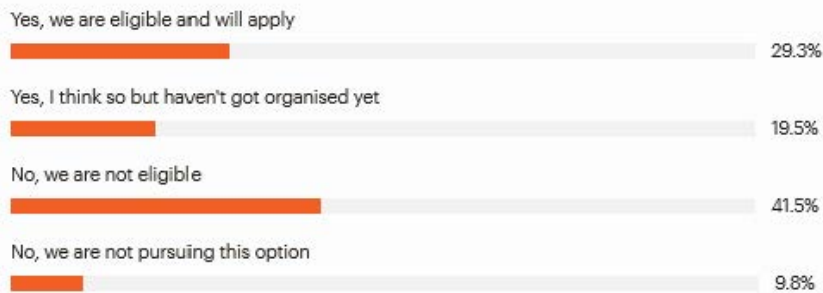 Yes, we are eligible and will apply
29.3%
Yes, I think so but haven't got organised yet
19.5%
No, we are not eligible
41.5%
No, we are not pursuing this option
9.8%